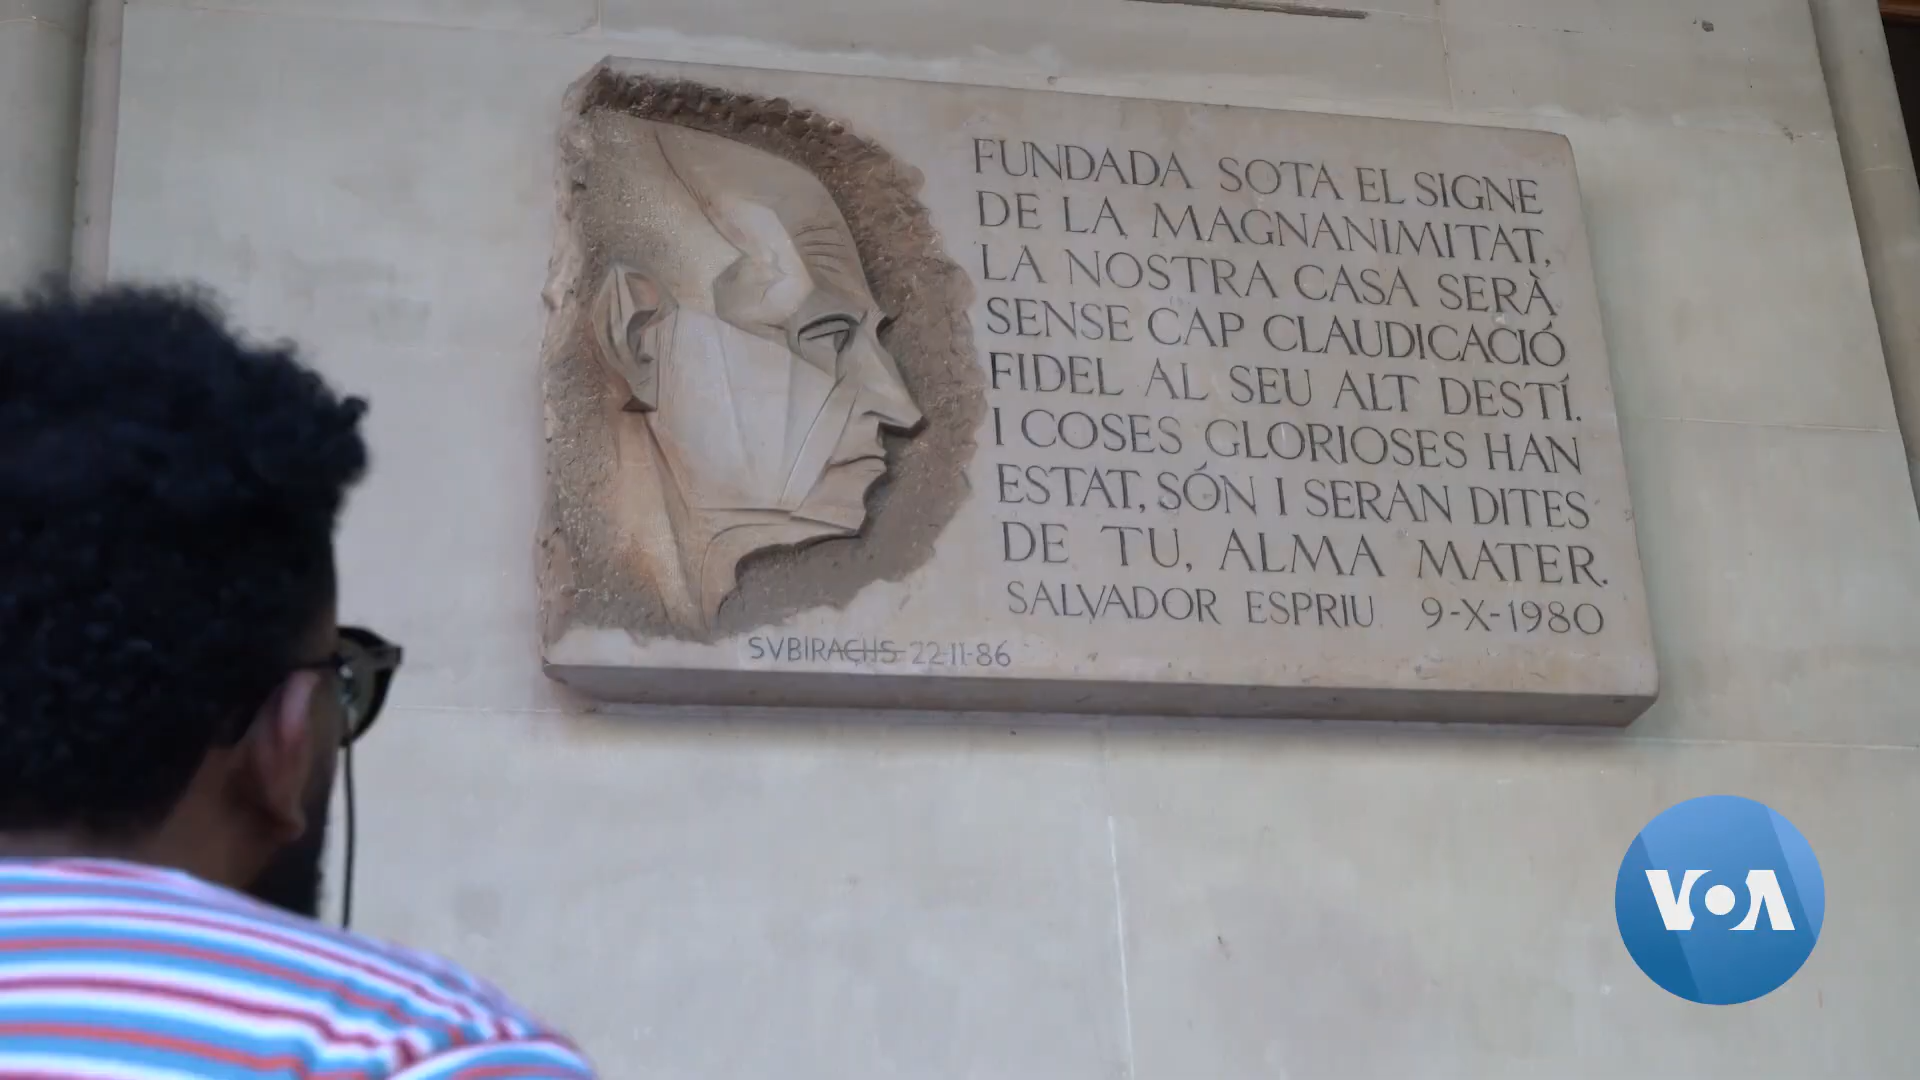 FUNDADA SOTA EL SIGNE
DE LA MAGNANIMITAT,
LA NOSTRA CASA SERÀ
SENSE CAP CLAUDICACIÓ
FIDEL AL SEU ALT DESTÍ.
I COSES GLORIOSES HAN
ESTAT, SÓN I SERAN DITES
DE TU, ALMA MATER.
SALVADOR ESPRIU 9-X-1980
SVBIRACHS 22-II-86
VOA